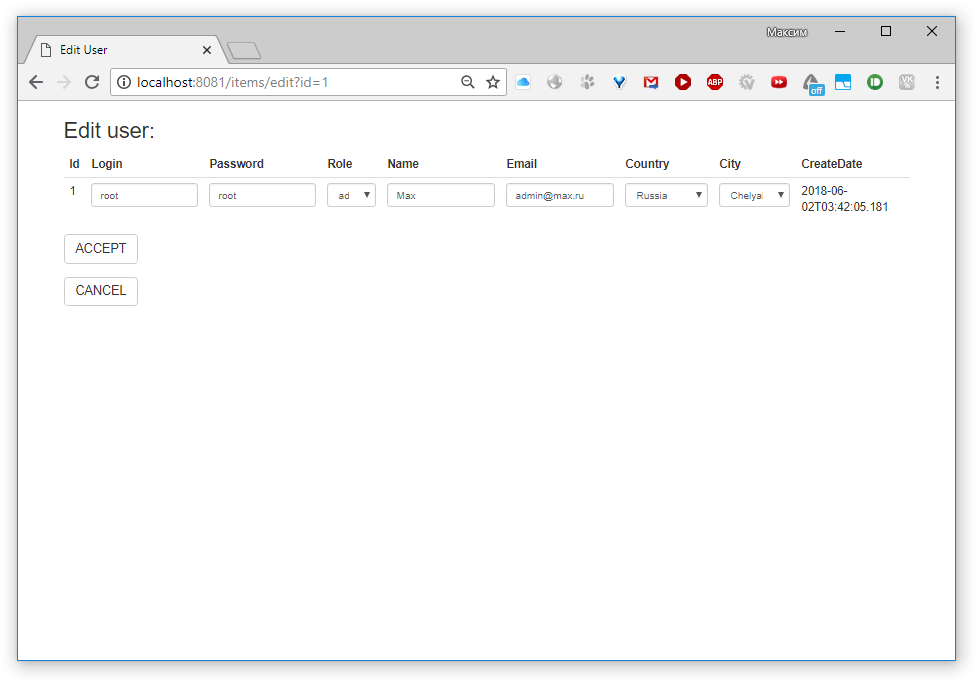 Максим
Edit User
localhost:8081/items/edit?id=1
ABP
off
Edit user:
Id Login Password Role Name Email Country City CreateDate
1 root root ad Max admin@max.ru Russia Chelya 2018-06-
02T03:42:05.181
ACCEPT
CANCEL